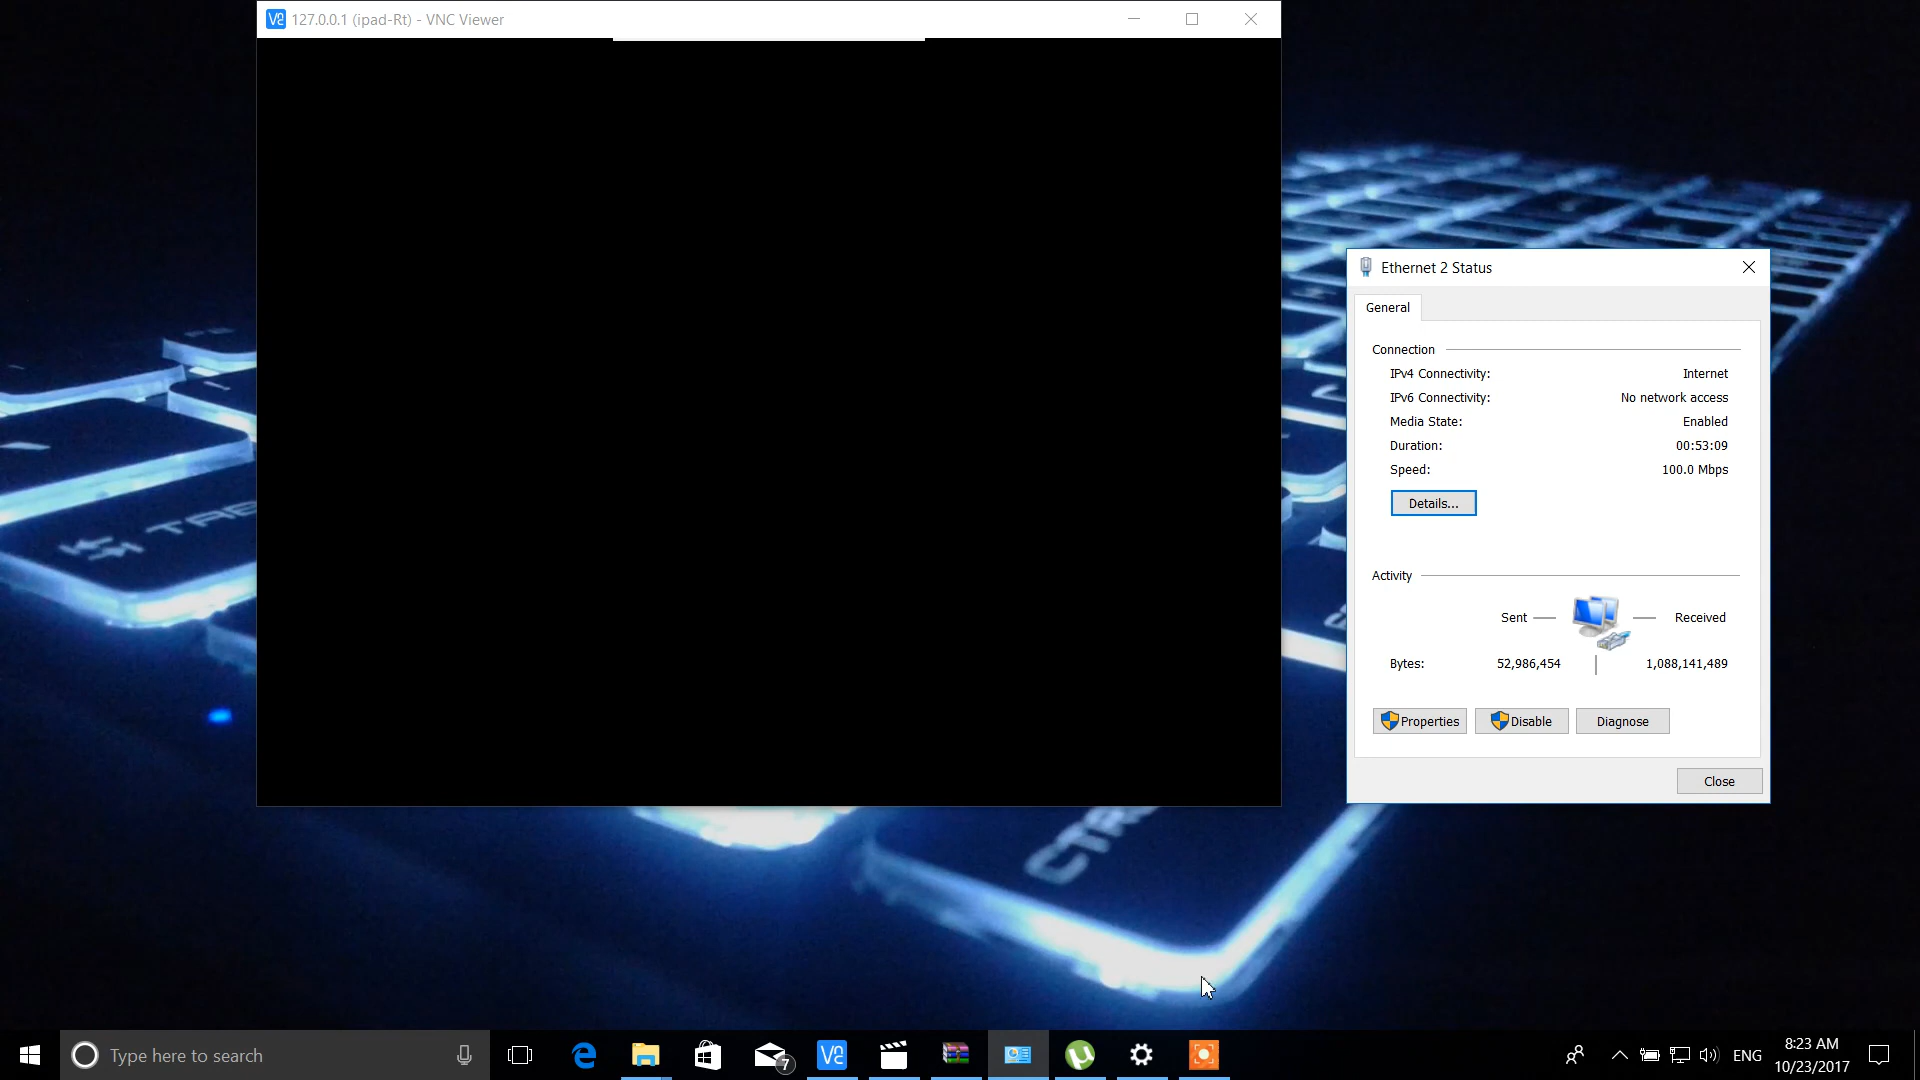 127.0.0.1 (ipad-Rt) - VNC Viewer
Ethernet 2 Status
General
Connection
IPv4 Connectivity: Internet
IPv6 Connectivity: No network access
Media State: Enabled
Duration: 00:53:09
Speed: 100.0 Mbps
Details...
Activity
Sent Received
Bytes: 52,986,454 1,088,141,489
Properties Disable Diagnose
Close
TAB
CTR
Type here to search
7
ENG
8:23 AM
10/23/2017